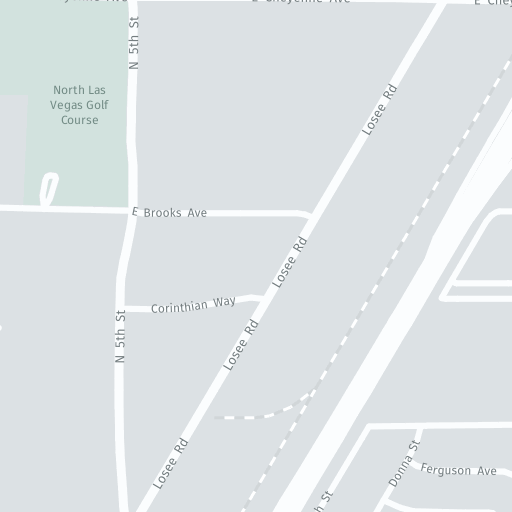 E Cheyenne Ave
N 5th St
North Las
Vegas Golf
Course
Losee Rd
E Brooks Ave
Losee Rd
Corinthian Way
N 5th St
Losee Rd
Losee Rd
Donna St
Ferguson Ave
St